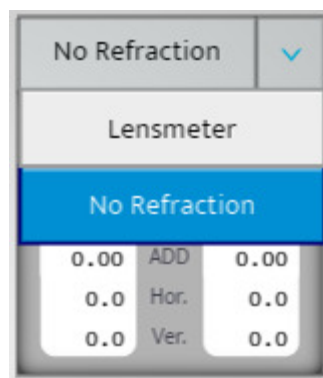 No Refraction
Lensmeter
No Refraction
0.00 ADD 0.00
0.0 Hor. 0.0
0.0 Ver. 0.0